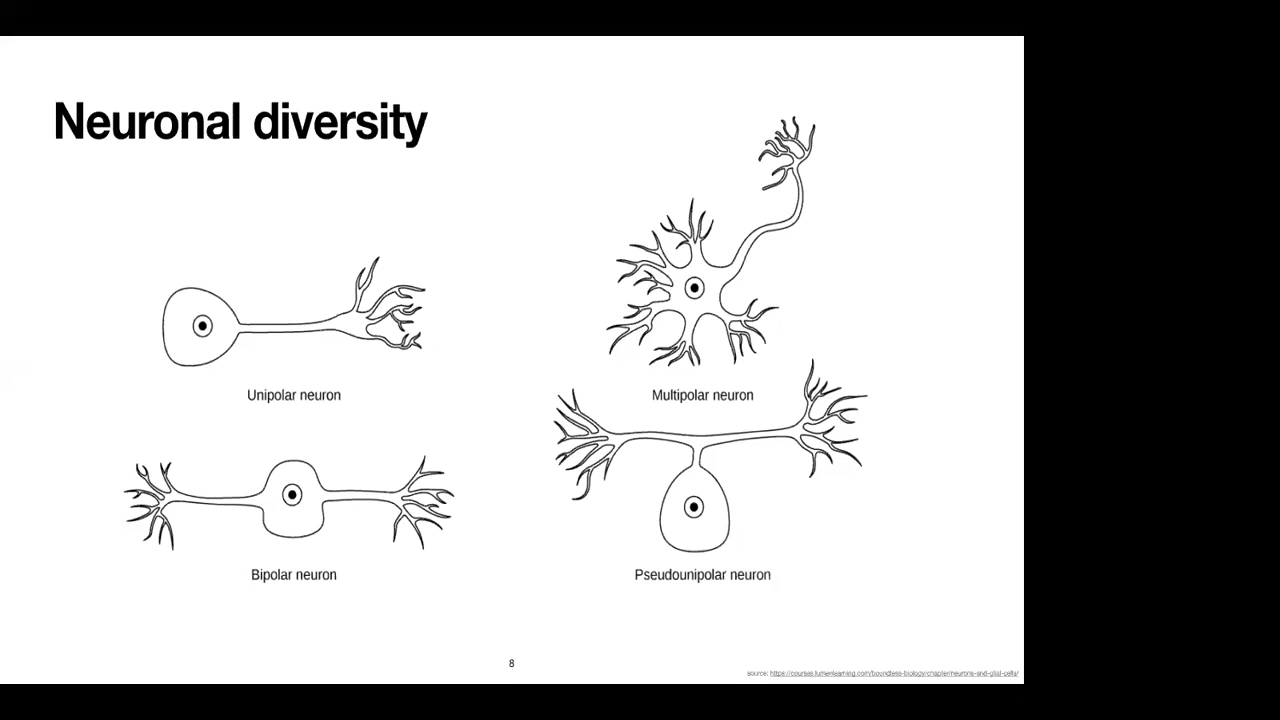 Neuronal diversity
Unipolar neuron
Multipolar neuron
Bipolar neuron
Pseudounipolar neuron
8
source: https://courses.lumenlearning.com/boundless-biology/chapter/neurons-and-glial-cells/